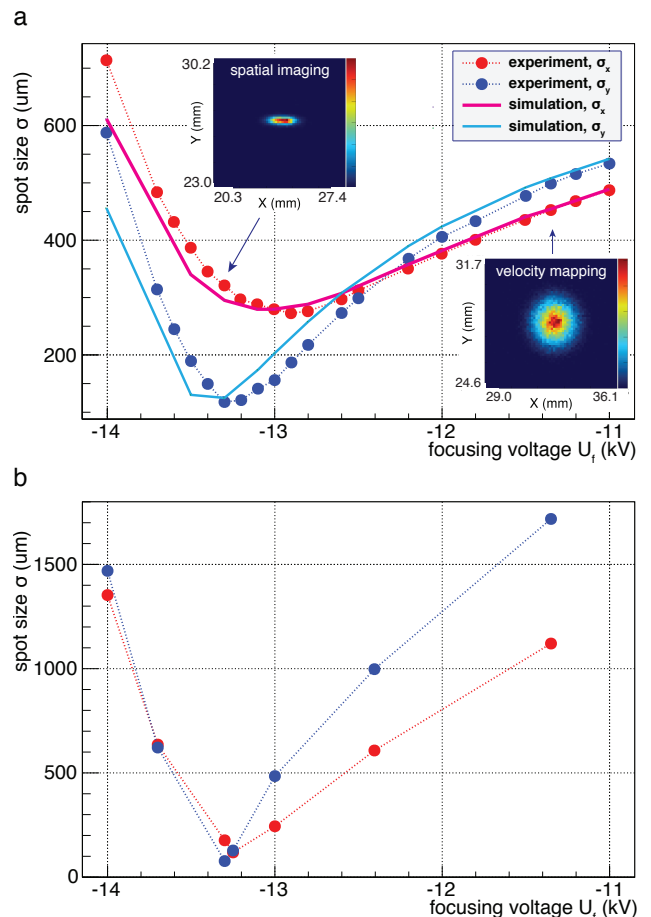 a
spot size σ (um)
600
400
200
30.2
spatial imaging
Y (mm)
23.0
20.3
27.4
X (mm)
experiment, σx
experiment, σy
simulation, σx
simulation, σy
31.7
velocity mapping
Y (mm)
24.6
29.0
36.1
X (mm)
-14
-13
-12
-11
focusing voltage Uf (kV)
b
spot size σ (um)
1500
1000
500
0
-14
-13
-12
-11
focusing voltage Uf (kV)